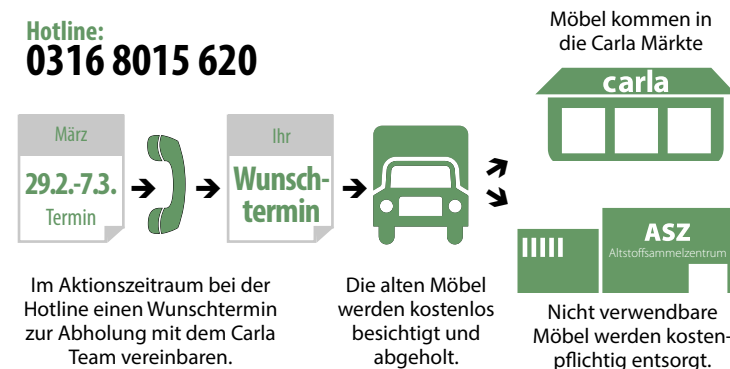 Hotline:
0316 8015 620
März
29.2.-7.3.
Termin
Ihr
Wunsch-
termin
Im Aktionszeitraum bei der
Hotline einen Wunschtermin
zur Abholung mit dem Carla
Team vereinbaren.
Die alten Möbel
werden kostenlos
besichtigt und
abgeholt.
Möbel kommen in
die Carla Märkte
carla
ASZ
Altstoffsammelzentrum
Nicht verwendbare
Möbel werden kosten-
pflichtig entsorgt.